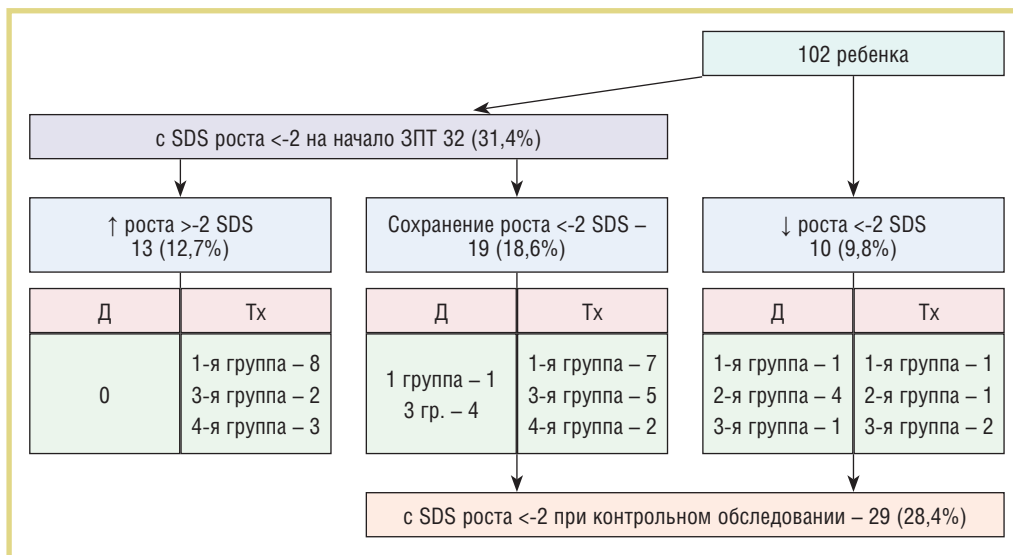 102 ребенка
с SDS роста <-2 на начало ЗПТ 32 (31,4%)
↑ роста >-2 SDS
13 (12,7%)
Сохранение роста <-2 SDS –
19 (18,6%)
↓ роста <-2 SDS
10 (9,8%)
Д
Тх
Д
Тх
Д
Тх
0
1-я группа – 8
3-я группа – 2
4-я группа – 3
1 группа – 1
3 гр. – 4
1-я группа – 7
3-я группа – 5
4-я группа – 2
1-я группа – 1
2-я группа – 4
3-я группа – 1
1-я группа – 1
2-я группа – 1
3-я группа – 2
с SDS роста <-2 при контрольном обследовании – 29 (28,4%)